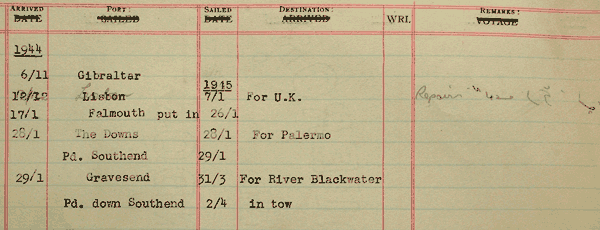 ARRIVED PORT: SAILED DESTINATION: REMARKS:
DATE SAILED DATE ARRIVED WRI. VOYAGE
1944
6/11 Gibraltar 1945
12/12 Lisbon 7/1 For U.K. Repairs
17/1 Falmouth put in 26/1
28/1 The Downs 28/1 For Palermo
Pd. Southend 29/1
29/1 Gravesend 31/3 For River Blackwater
Pd. down Southend 2/4 in tow